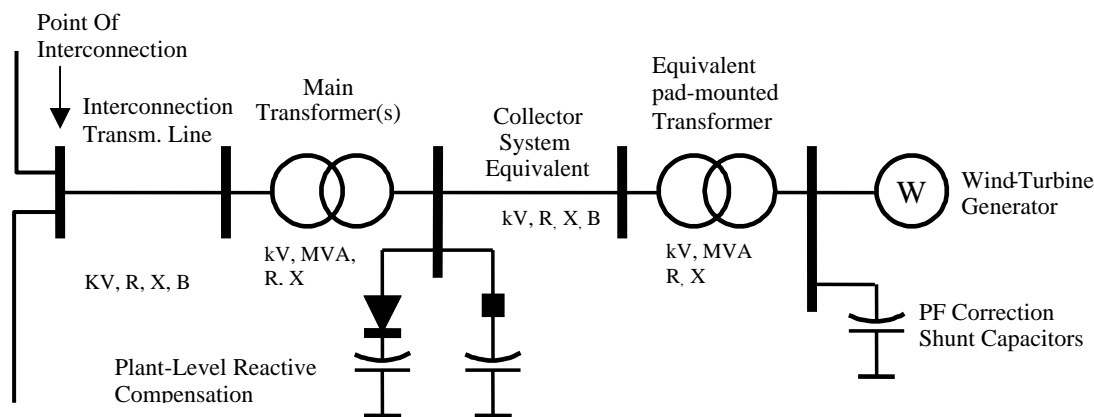 Point Of
Interconnection
Interconnection
Transm. Line
Main
Transformer(s)
Collector
System
Equivalent
Equivalent
pad-mounted
Transformer
W
Wind-Turbine
Generator
KV, R, X, B
kV, MVA,
R. X
kV, R, X, B
kV, MVA
R, X
Plant-Level Reactive
Compensation
PF Correction
Shunt Capacitors